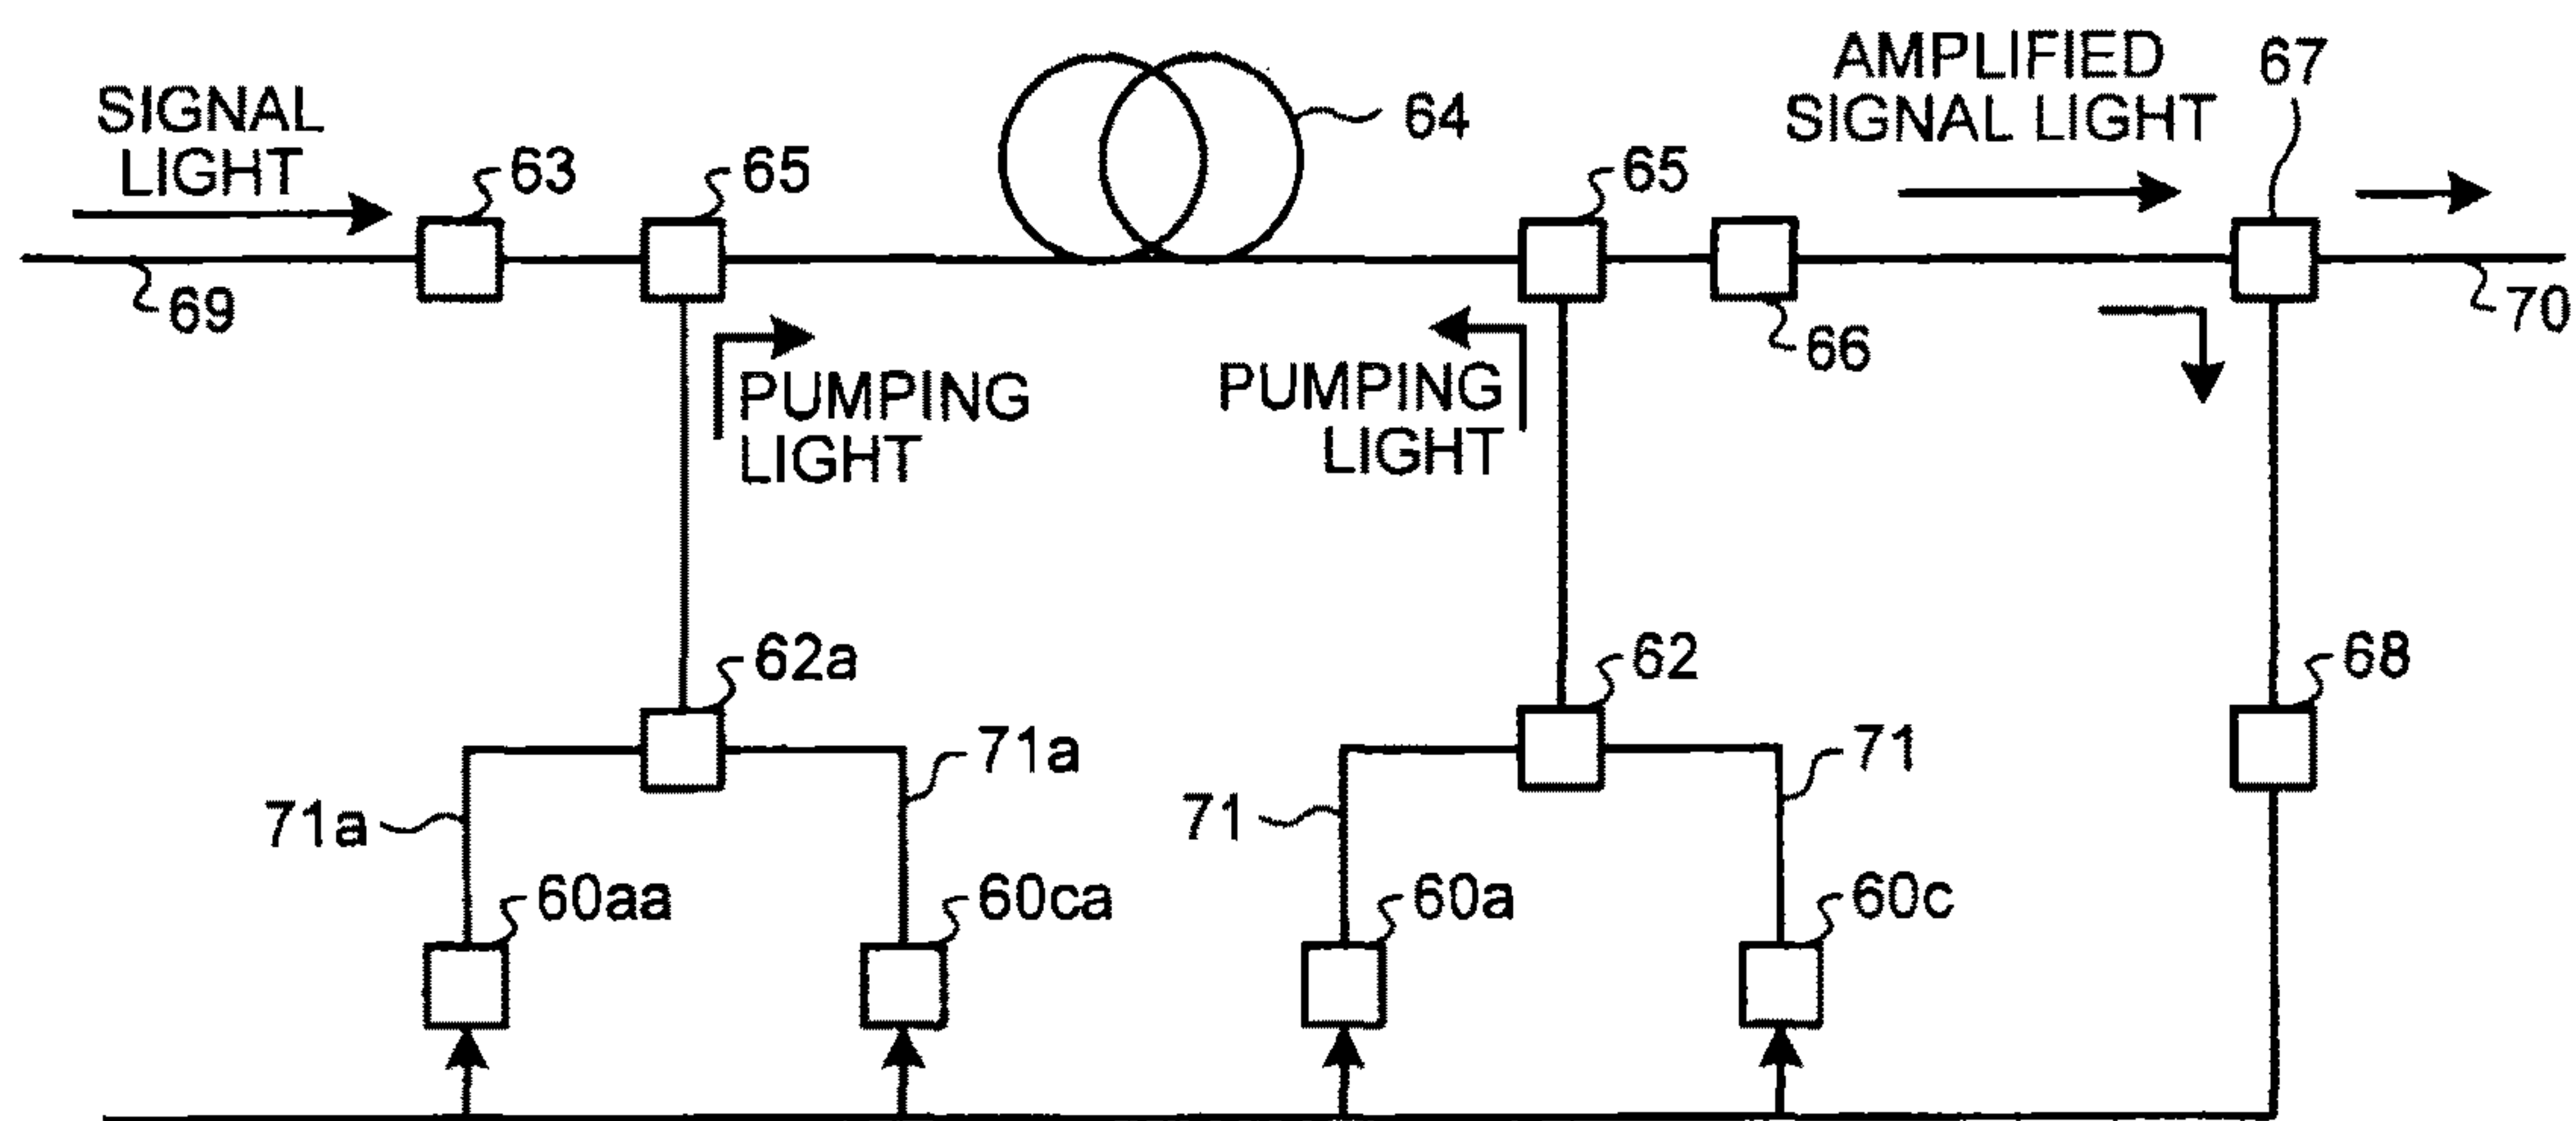 SIGNAL
LIGHT
63
65
64
65
AMPLIFIED
SIGNAL LIGHT
67
69
66
70
PUMPING
LIGHT
PUMPING
LIGHT
62a
62
68
71a
71a
71
71
60aa
60ca
60a
60c